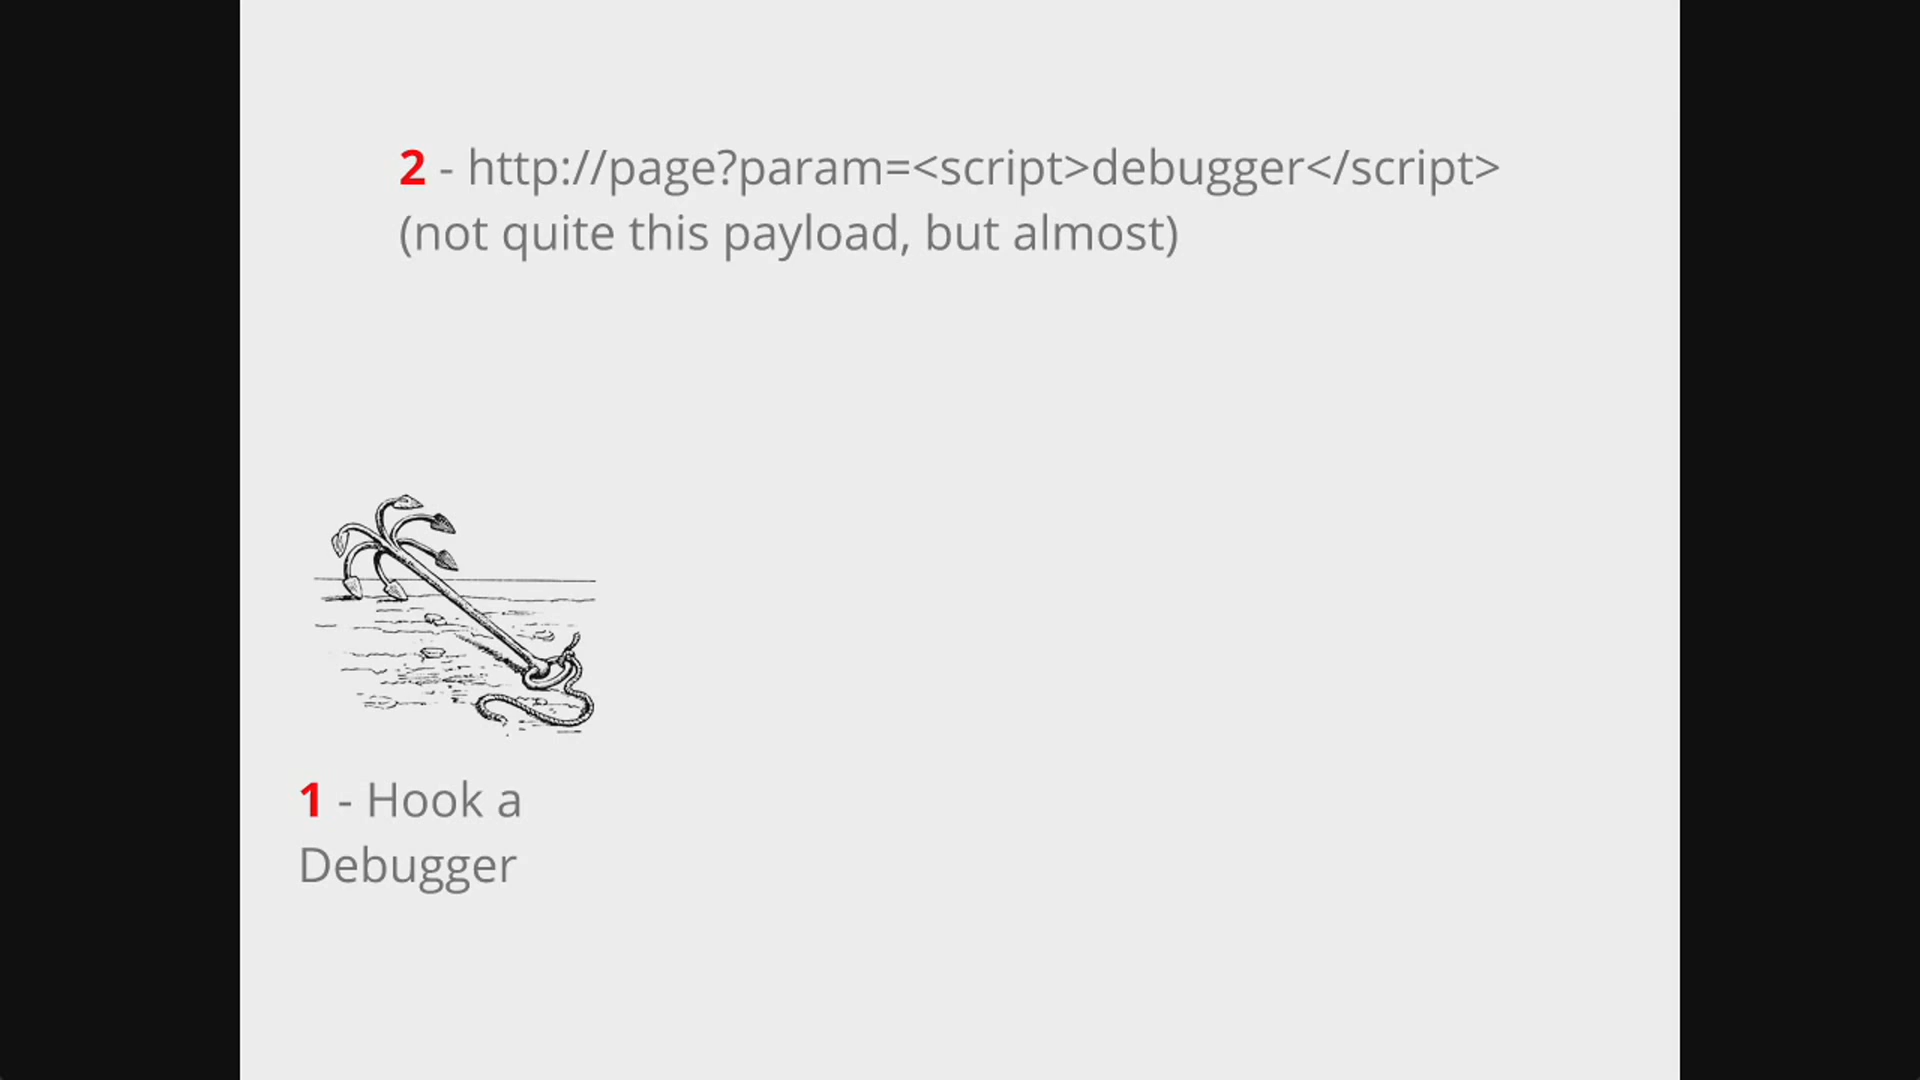 2 - http://page?param=<script>debugger</script>
(not quite this payload, but almost)
1 - Hook a
Debugger